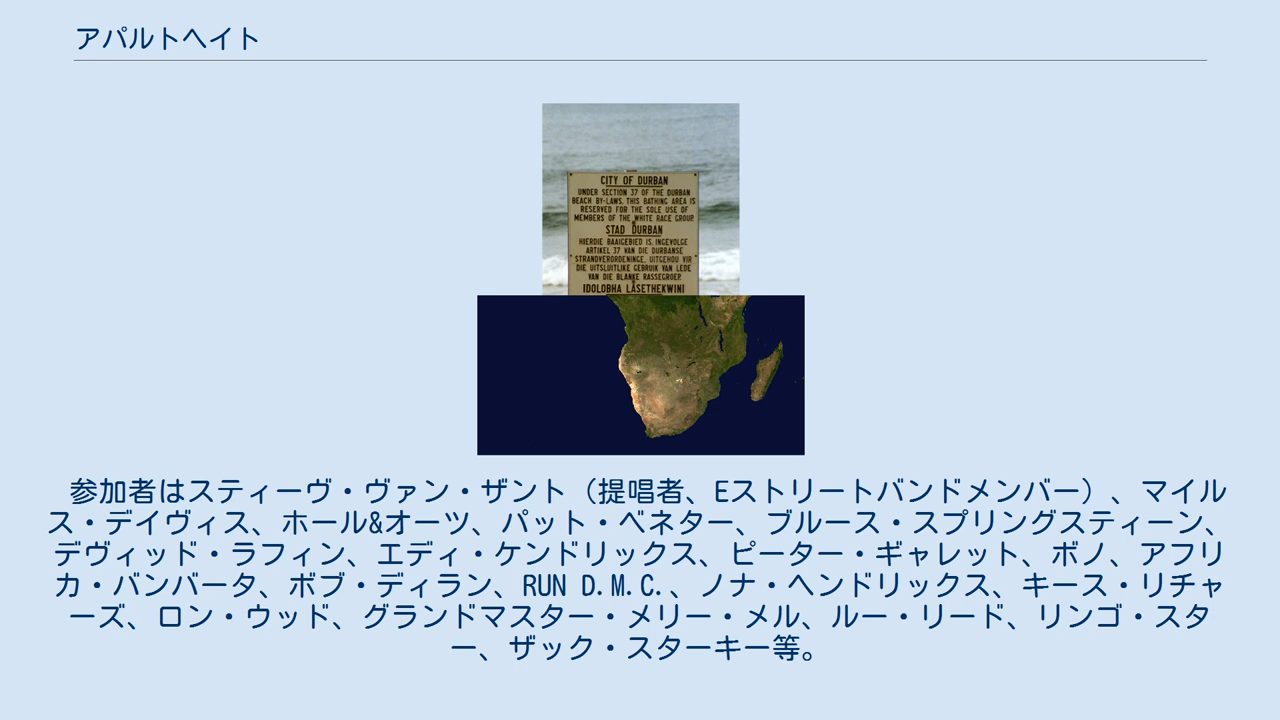 アパルトヘイト
CITY OF DURBAN
UNDER SECTION 37 OF THE DURBAN
BEACH BY-LAWS, THIS BATHING AREA IS
RESERVED FOR THE SOLE USE OF
MEMBERS OF THE WHITE RACE GROUP.
STAD DURBAN
HIERDIE BAAIGEBIED IS, INGEVOLGE
ARTIKEL 37 VAN DIE DURBANSE
STRANDVERORDENINGE, UITGEHOU VIR
DIE UITSLUITLIKE GEBRUIK VAN LEDE
VAN DIE BLANKE RASSEGROEP.
IDOLOBHA LASETHEKWINI
参加者はスティーヴ・ヴァン・ザント（提唱者、Eストリートバンドメンバー）、マイル
ス・デイヴィス、ホール&オーツ、パット・ベネター、ブルース・スプリングスティーン、
デヴィッド・ラフィン、エディ・ケンドリックス、ピーター・ギャレット、ボノ、アフリ
カ・バンバータ、ボブ・ディラン、RUN D.M.C.、ノナ・ヘンドリックス、キース・リチャ
ーズ、ロン・ウッド、グランドマスター・メリー・メル、ルー・リード、リンゴ・スタ
ー、ザック・スターキー等。